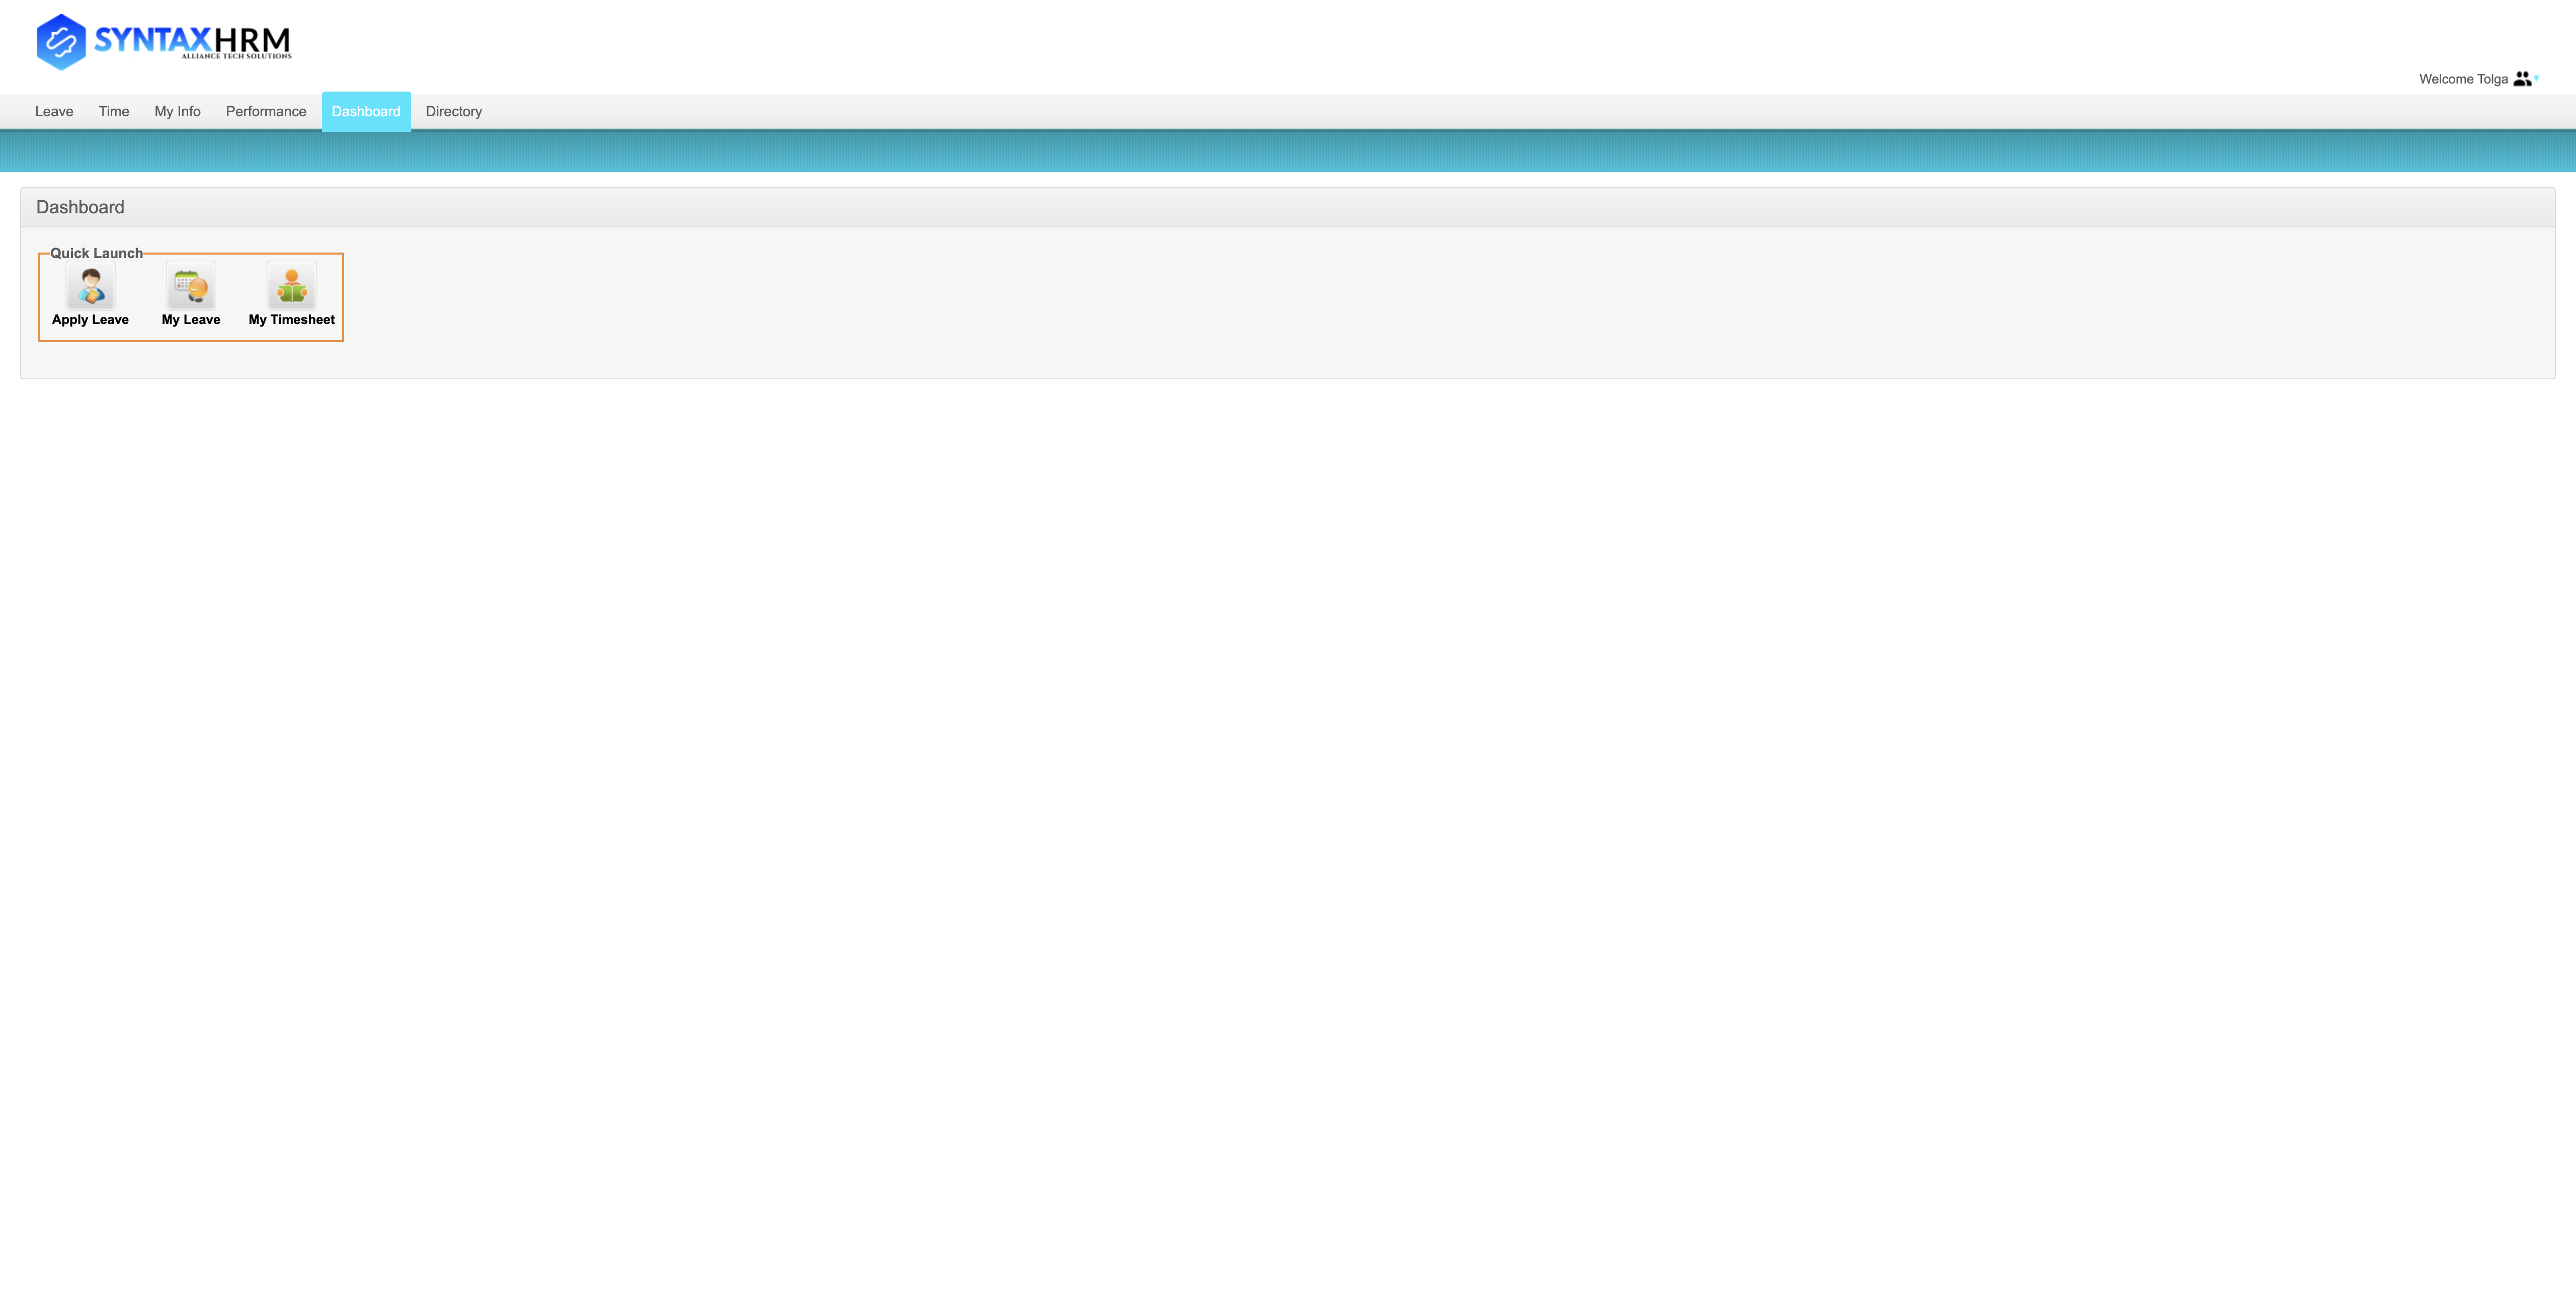 SYNTAXHRM
ALLIANCE TECH SOLUTIONS
Welcome Tolga
Leave Time My Info Performance Dashboard Directory
Dashboard
Quick Launch
Apply Leave My Leave My Timesheet